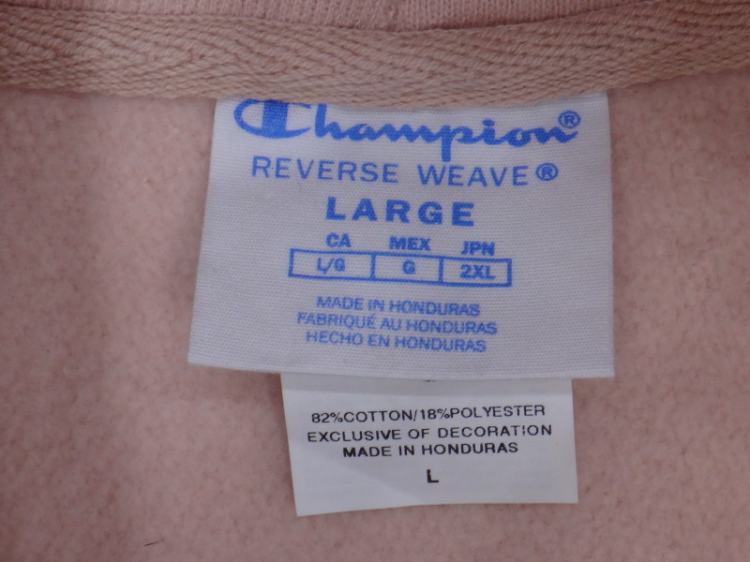 Champion®
REVERSE WEAVE®
LARGE
CA MEX JPN
L/G G 2XL
MADE IN HONDURAS
FABRIQUÉ AU HONDURAS
HECHO EN HONDURAS
82%COTTON/18%POLYESTER
EXCLUSIVE OF DECORATION
MADE IN HONDURAS
L